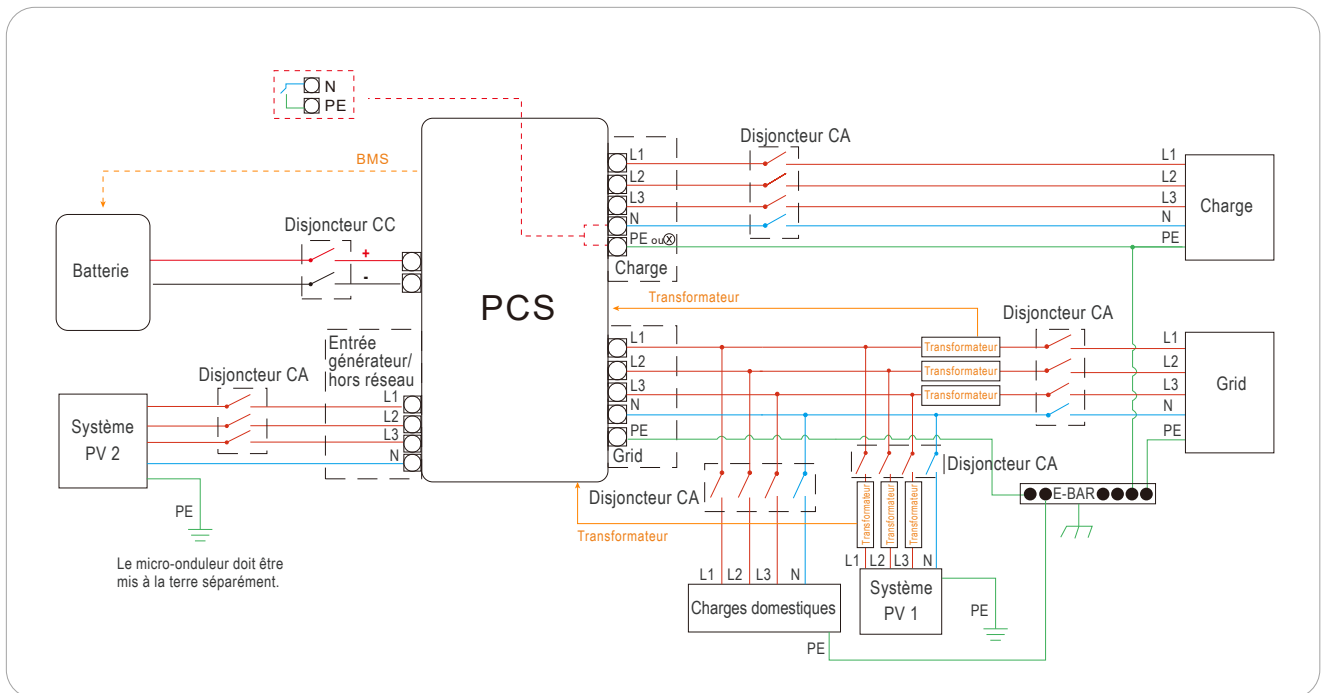 N
PE
BMS
Disjoncteur CA
L1
L2
L3
N
PE ou
Charge
L1
L2
L3
N
PE
Charge
Disjoncteur CC
+
-
Batterie
PCS
Transformateur
Disjoncteur CA
L1
L2
L3
N
PE
Grid
Transformateur
Transformateur
Transformateur
L1
L2
L3
N
PE
Grid
Entrée
générateur/
hors réseau
L1
L2
L3
N
Disjoncteur CA
Système
PV 2
PE
Le micro-onduleur doit être
mis à la terre séparément.
Disjoncteur CA
Disjoncteur CA
E-BAR
Transformateur
Transformateur
Transformateur
Transformateur
L1
L2
L3
N
Charges domestiques
PE
L1
L2
L3
N
Système
PV 1
PE